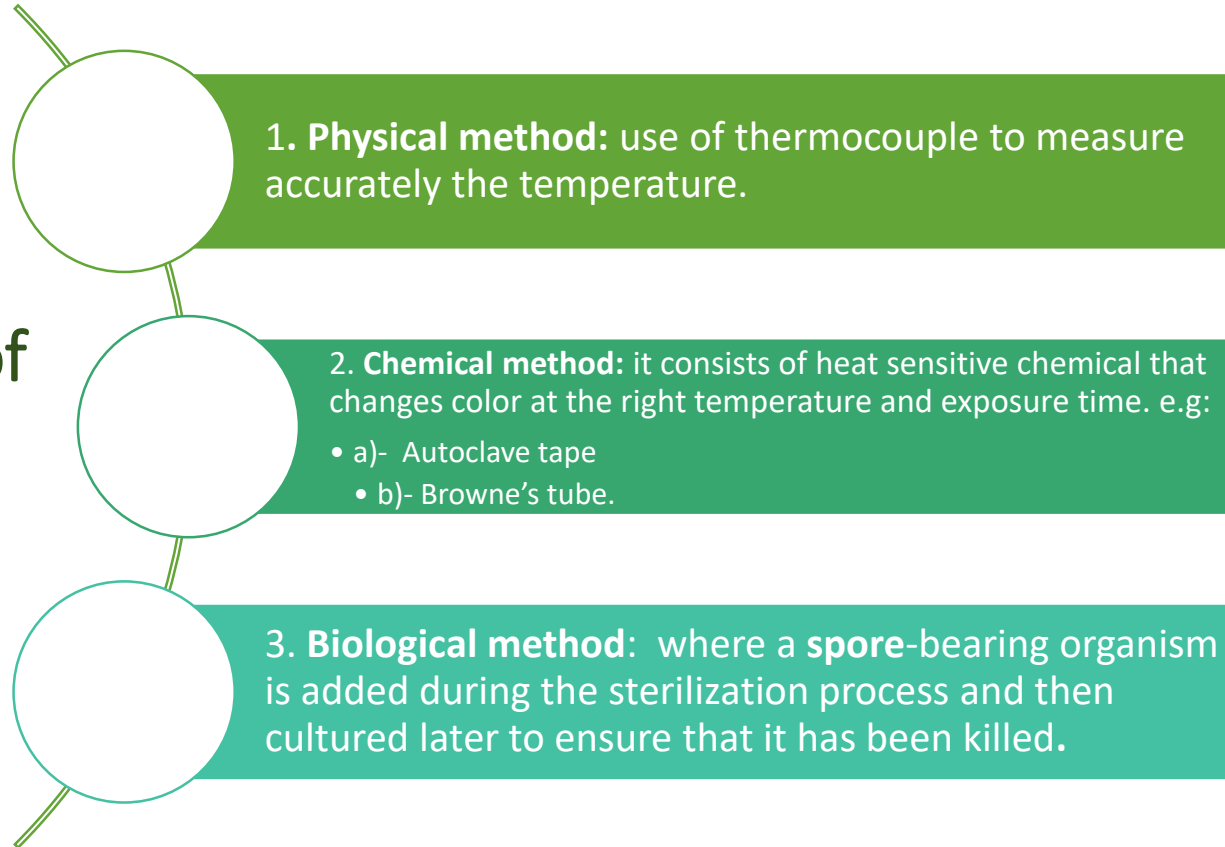 of
1. Physical method: use of thermocouple to measure
accurately the temperature.
2. Chemical method: it consists of heat sensitive chemical that
changes color at the right temperature and exposure time. e.g:
• a)- Autoclave tape
• b)- Browne’s tube.
3. Biological method:  where a spore-bearing organism
is added during the sterilization process and then
cultured later to ensure that it has been killed.